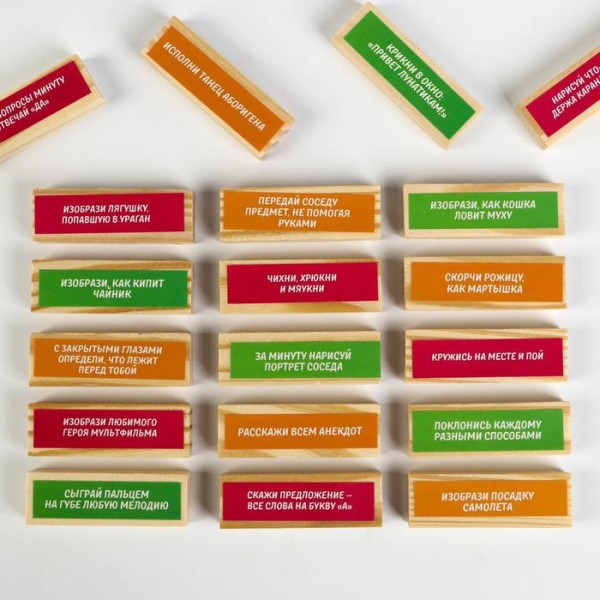 ВОПРОСЫ МИНУТУ
ОТВЕЧАЙ «ДА»
ИСПОЛНИ ТАНЕЦ АБОРИГЕНА
КРИКНИ В ОКНО:
«ПРИВЕТ ЛУНАТИКАМ!»
НАРИСУЙ ЧТО-
ДЕРЖА КАРАН
ИЗОБРАЗИ ЛЯГУШКУ,
ПОПАВШУЮ В УРАГАН
ПЕРЕДАЙ СОСЕДУ
ПРЕДМЕТ, НЕ ПОМОГАЯ
РУКАМИ
ИЗОБРАЗИ, КАК КОШКА
ЛОВИТ МУХУ
ИЗОБРАЗИ, КАК КИПИТ
ЧАЙНИК
ЧИХНИ, ХРЮКНИ
И МЯУКНИ
СКОРЧИ РОЖИЦУ,
КАК МАРТЫШКА
С ЗАКРЫТЫМИ ГЛАЗАМИ
ОПРЕДЕЛИ, ЧТО ЛЕЖИТ
ПЕРЕД ТОБОЙ
ЗА МИНУТУ НАРИСУЙ
ПОРТРЕТ СОСЕДА
КРУЖИСЬ НА МЕСТЕ И ПОЙ
ИЗОБРАЗИ ЛЮБИМОГО
ГЕРОЯ МУЛЬТФИЛЬМА
РАССКАЖИ ВСЕМ АНЕКДОТ
ПОКЛОНИСЬ КАЖДОМУ
РАЗНЫМИ СПОСОБАМИ
СЫГРАЙ ПАЛЬЦЕМ
НА ГУБЕ ЛЮБУЮ МЕЛОДИЮ
СКАЖИ ПРЕДЛОЖЕНИЕ –
ВСЕ СЛОВА НА БУКВУ «А»
ИЗОБРАЗИ ПОСАДКУ
САМОЛЕТА